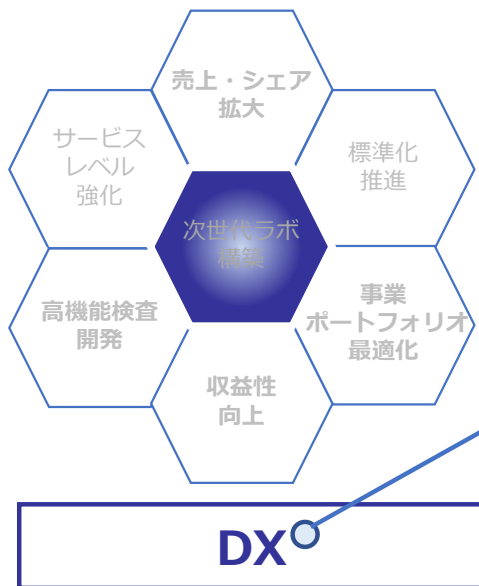 売上・シェア
拡大
サービス
レベル
強化
標準化
推進
次世代ラボ
構築
高機能検査
開発
事業
ポートフォリオ
最適化
収益性
向上
DX